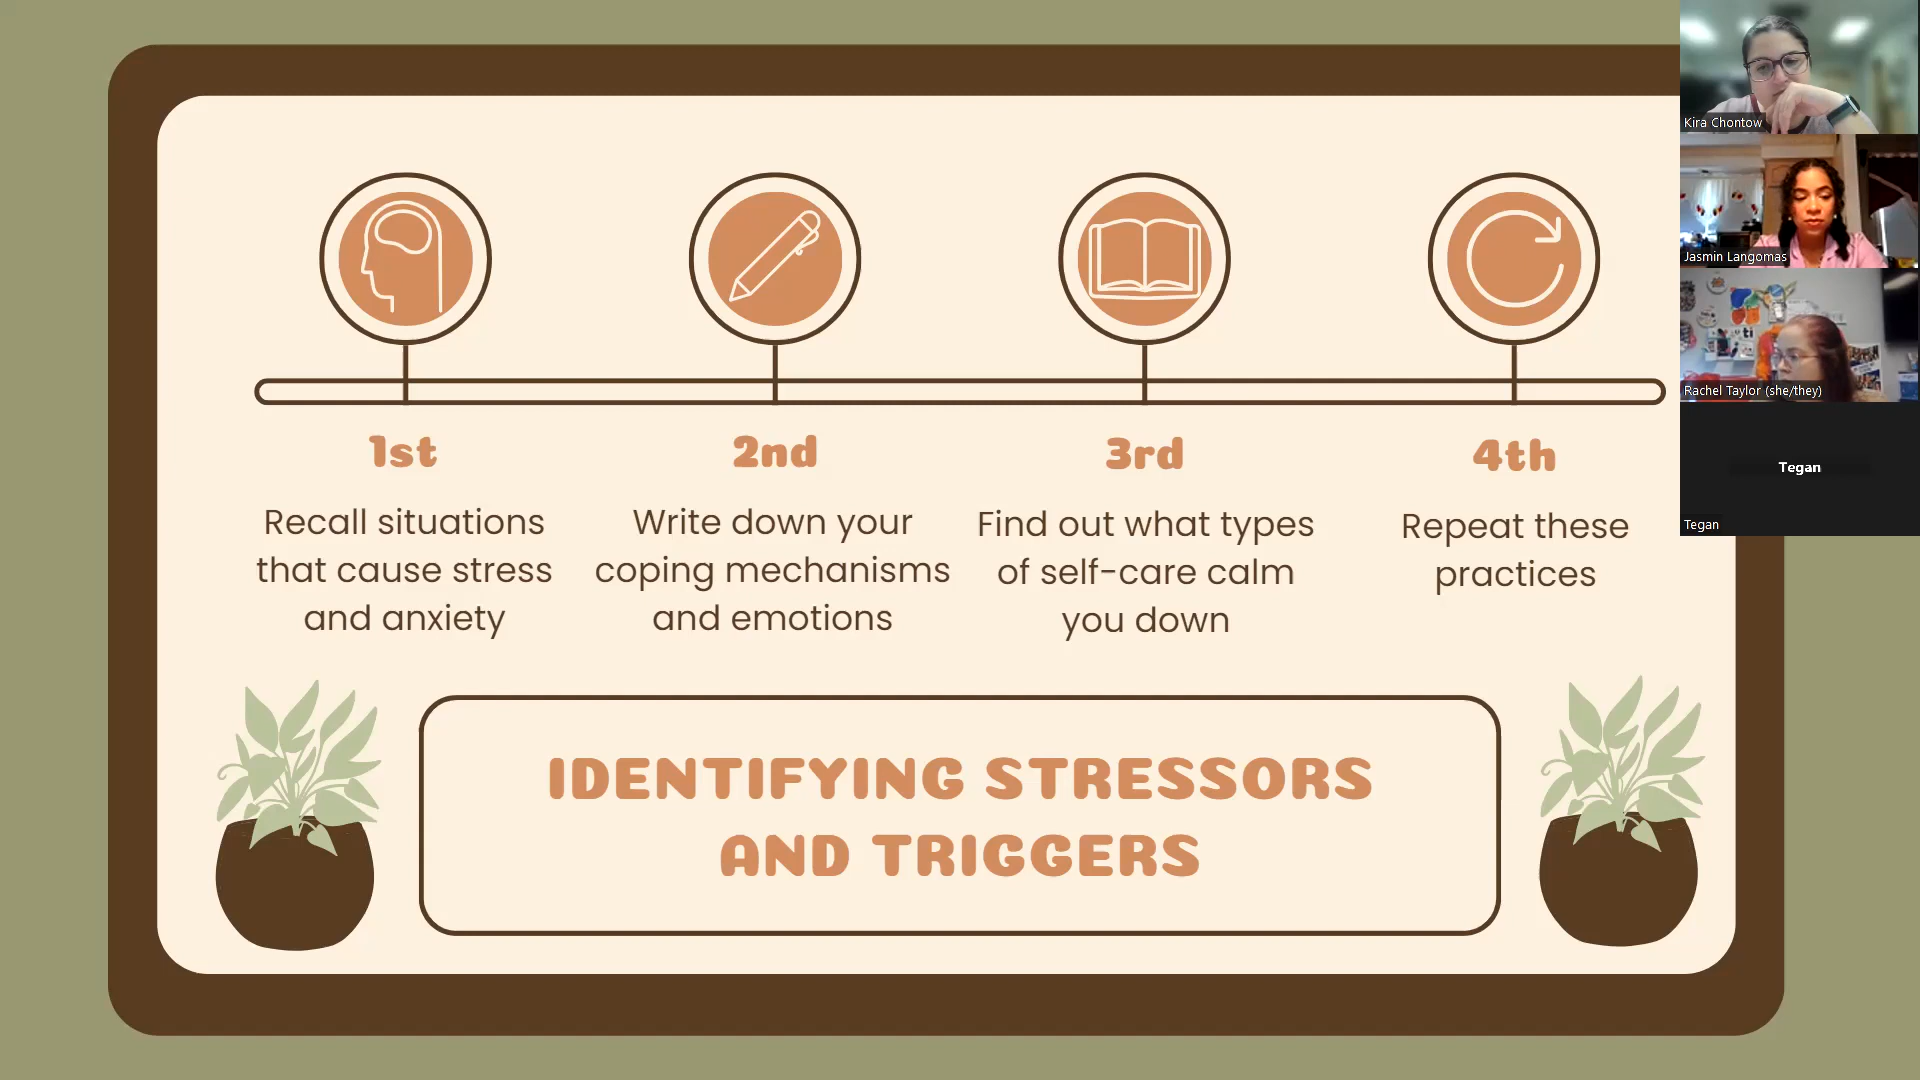 1st
Recall situations
that cause stress
and anxiety
2nd
Write down your
coping mechanisms
and emotions
3rd
Find out what types
of self-care calm
you down
4th
Repeat these
practices
IDENTIFYING STRESSORS
AND TRIGGERS
Kira Chontow
Jasmin Langomas
Rachel Taylor (she/they)
Tegan
Tegan